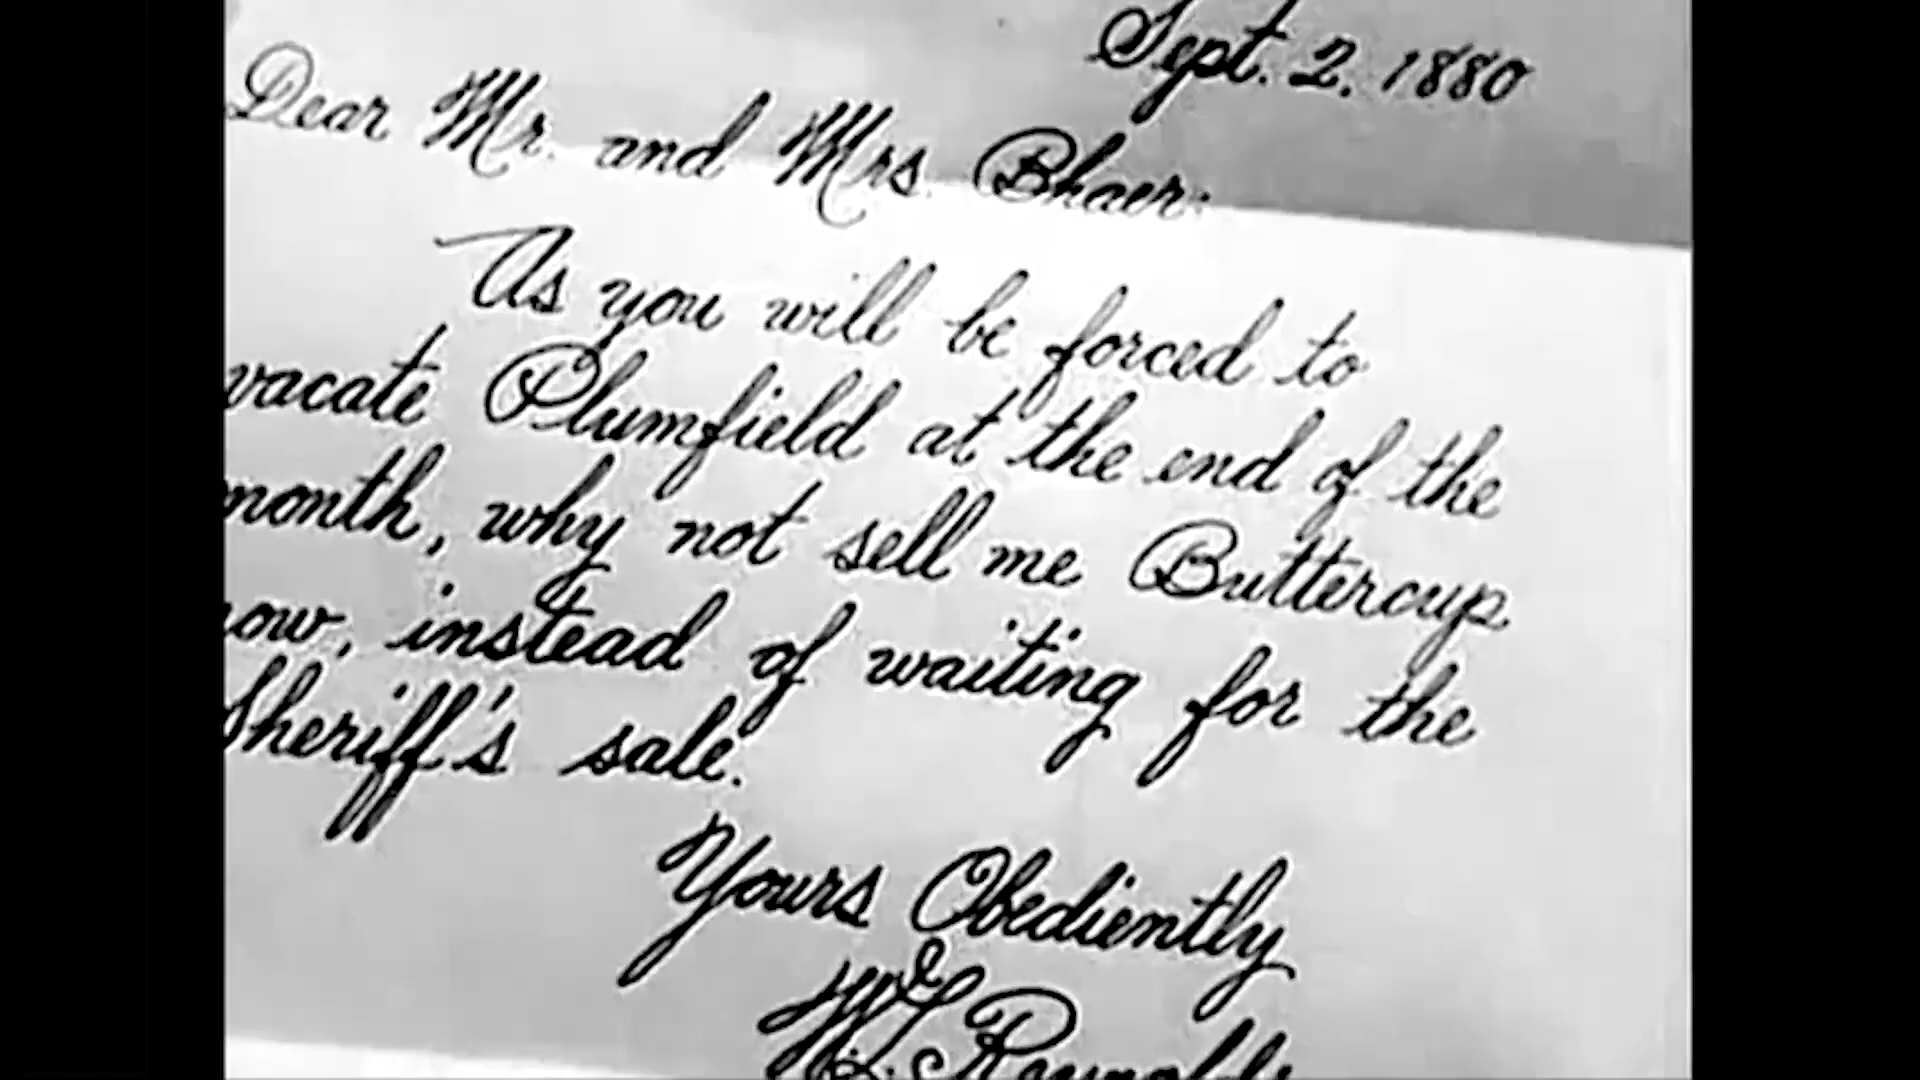 Sept. 2. 1880
Dear Mr. and Mrs. Bhaer:
As you will be forced to
vacate Plumfield at the end of the
month, why not sell me Buttercup
now, instead of waiting for the
Sheriff's sale.
Yours Obediently
Reynolds